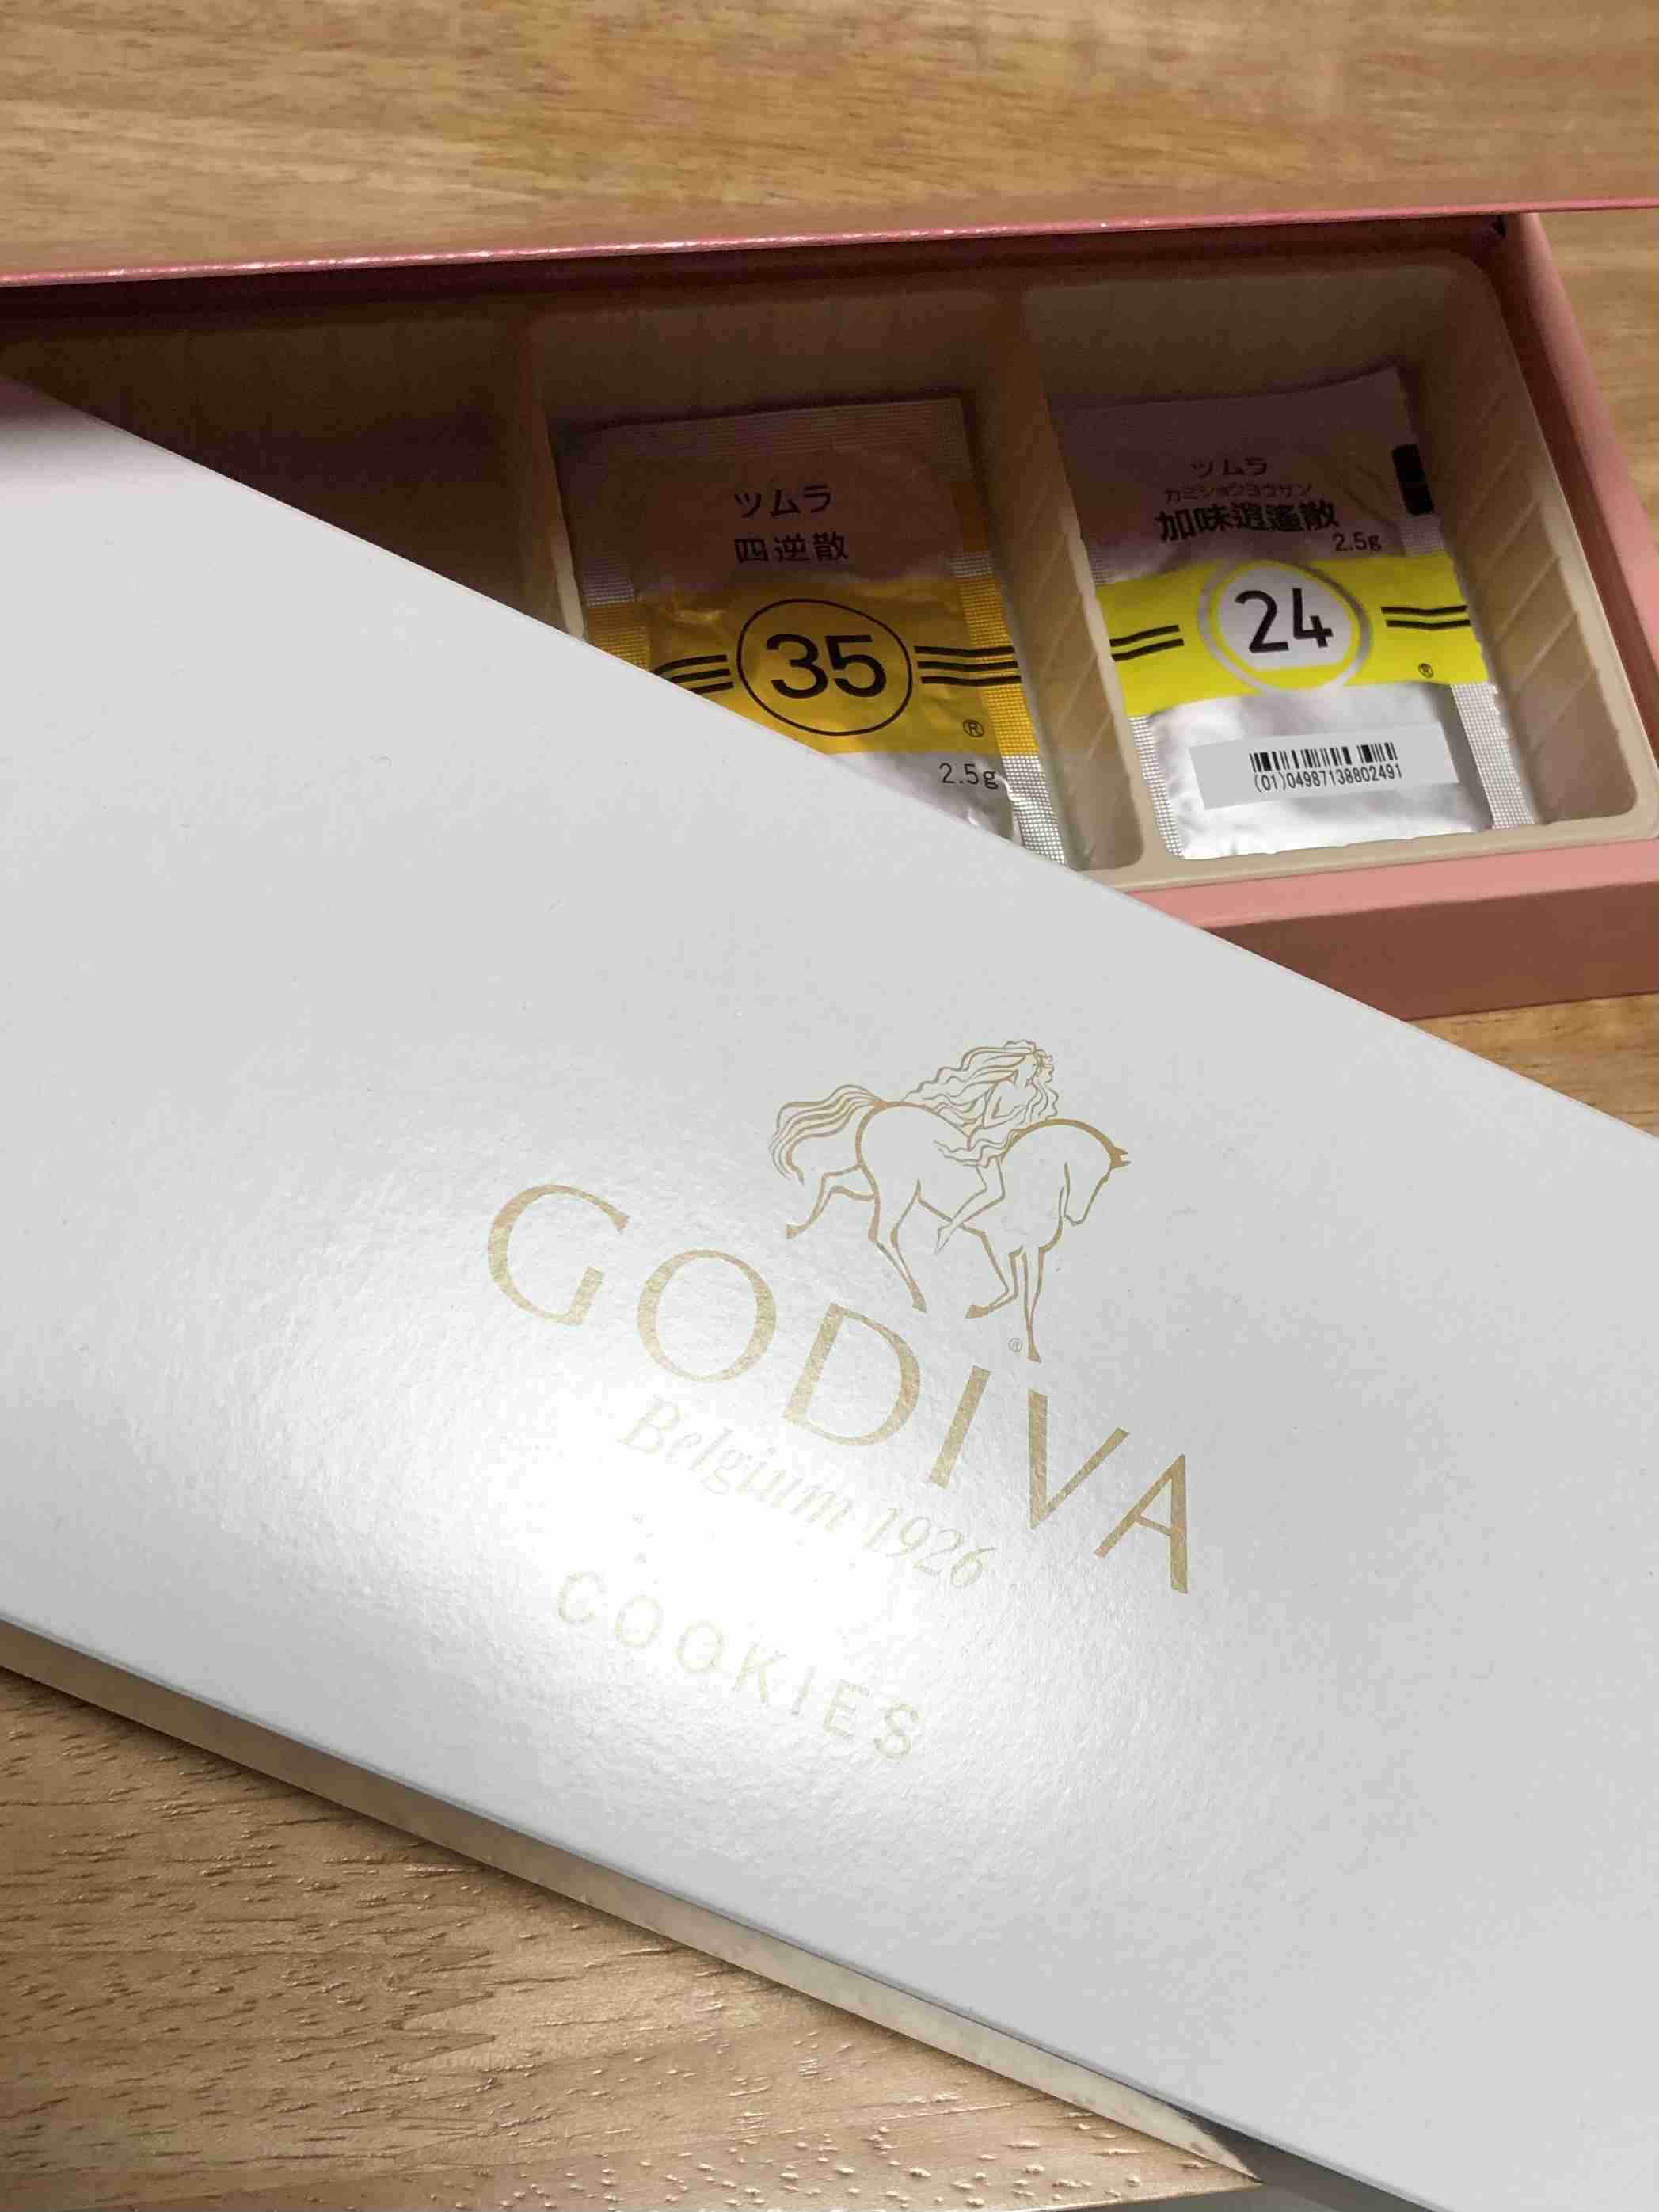 ツムラ
四逆散
35
®
2.5g
ツムラ
カミショウヨウサン
加味逍遙散
2.5g
24
®
(01)04987138802491
®
GODIVA
Belgium 1926
COOKIES